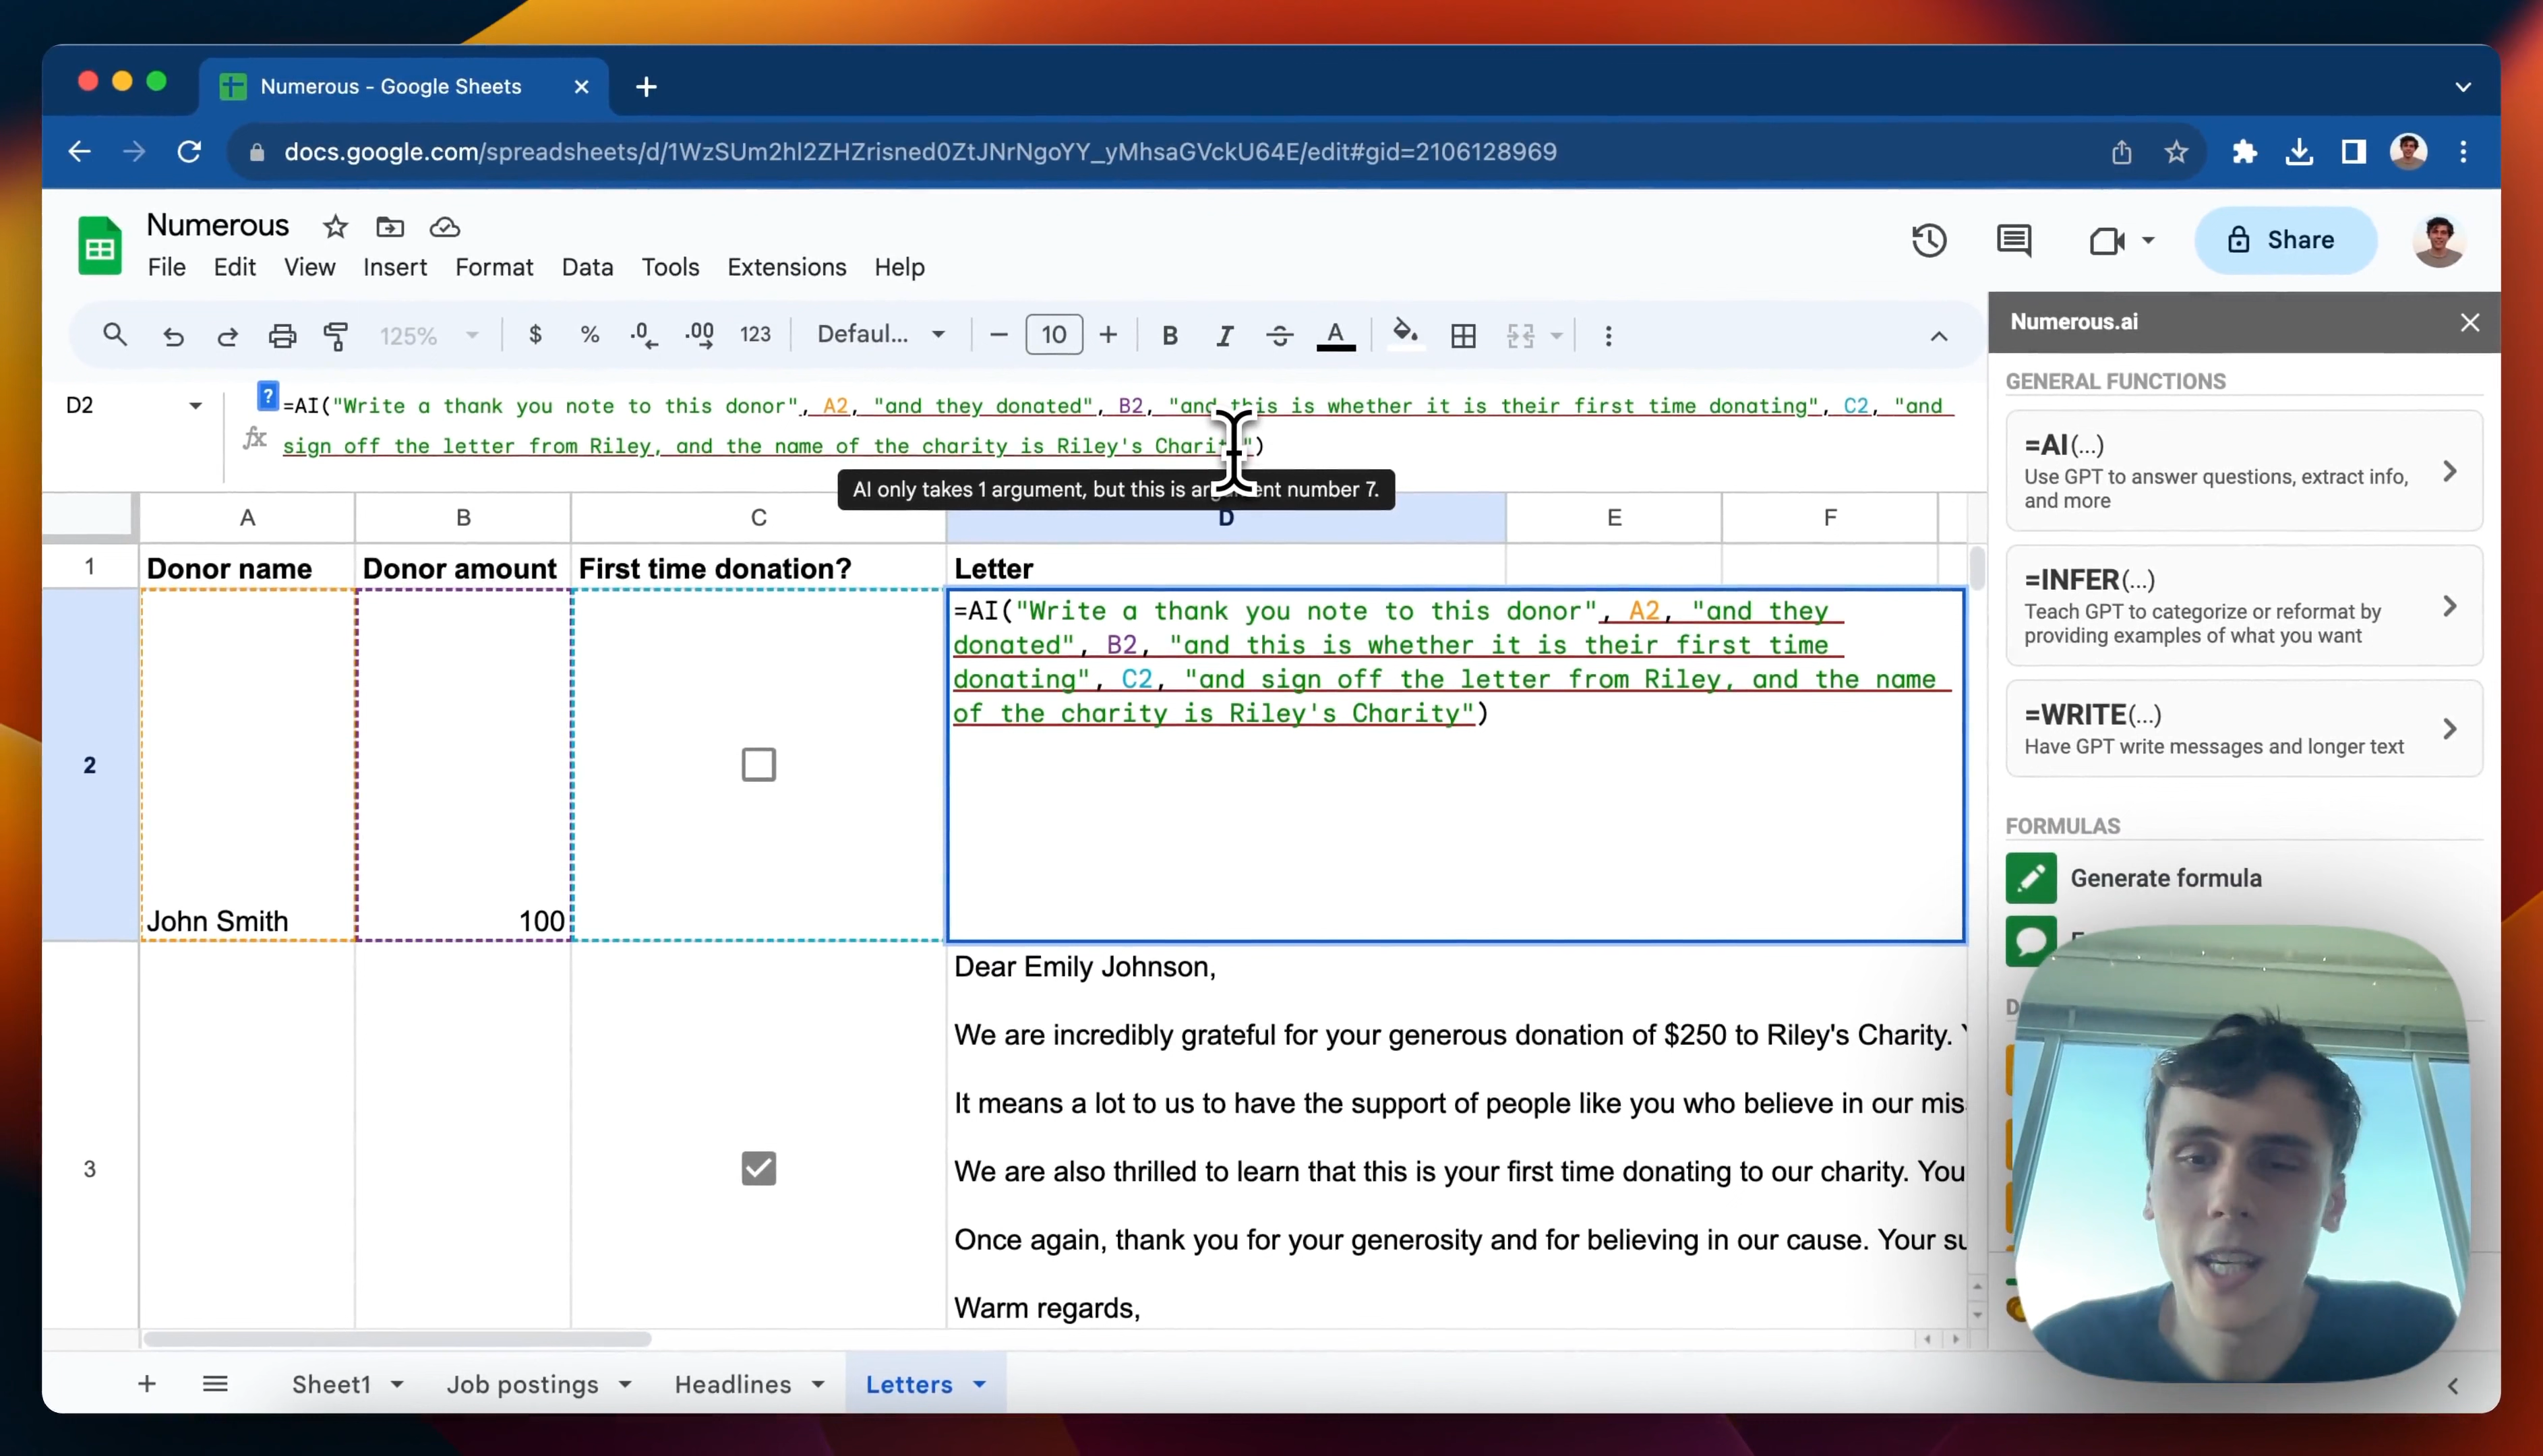 Numerous - Google Sheets
docs.google.com/spreadsheets/d/1WzSUm2hl2ZHZrisned0ZtJNrNgoYY_yMhsaGVckU64E/edit#gid=2106128969
Numerous
File Edit View Insert Format Data Tools Extensions Help
Share
125% $ % .0 .00 123 Defaul... 10 B I A
D2
? =AI("Write a thank you note to this donor", A2, "and they donated", B2, "and this is whether it is their first time donating", C2, "and
sign off the letter from Riley, and the name of the charity is Riley's Charity")
AI only takes 1 argument, but this is argument number 7.
A B C D E F
1 Donor name Donor amount First time donation? Letter
=AI("Write a thank you note to this donor", A2, "and they
donated", B2, "and this is whether it is their first time
donating", C2, "and sign off the letter from Riley, and the name
of the charity is Riley's Charity")
2
John Smith 100
Dear Emily Johnson,
We are incredibly grateful for your generous donation of $250 to Riley's Charity.
It means a lot to us to have the support of people like you who believe in our mis
3
We are also thrilled to learn that this is your first time donating to our charity. You
Once again, thank you for your generosity and for believing in our cause. Your su
Warm regards,
Sheet1 Job postings Headlines Letters
Numerous.ai
GENERAL FUNCTIONS
=AI(...)
Use GPT to answer questions, extract info,
and more
=INFER(...)
Teach GPT to categorize or reformat by
providing examples of what you want
=WRITE(...)
Have GPT write messages and longer text
FORMULAS
Generate formula